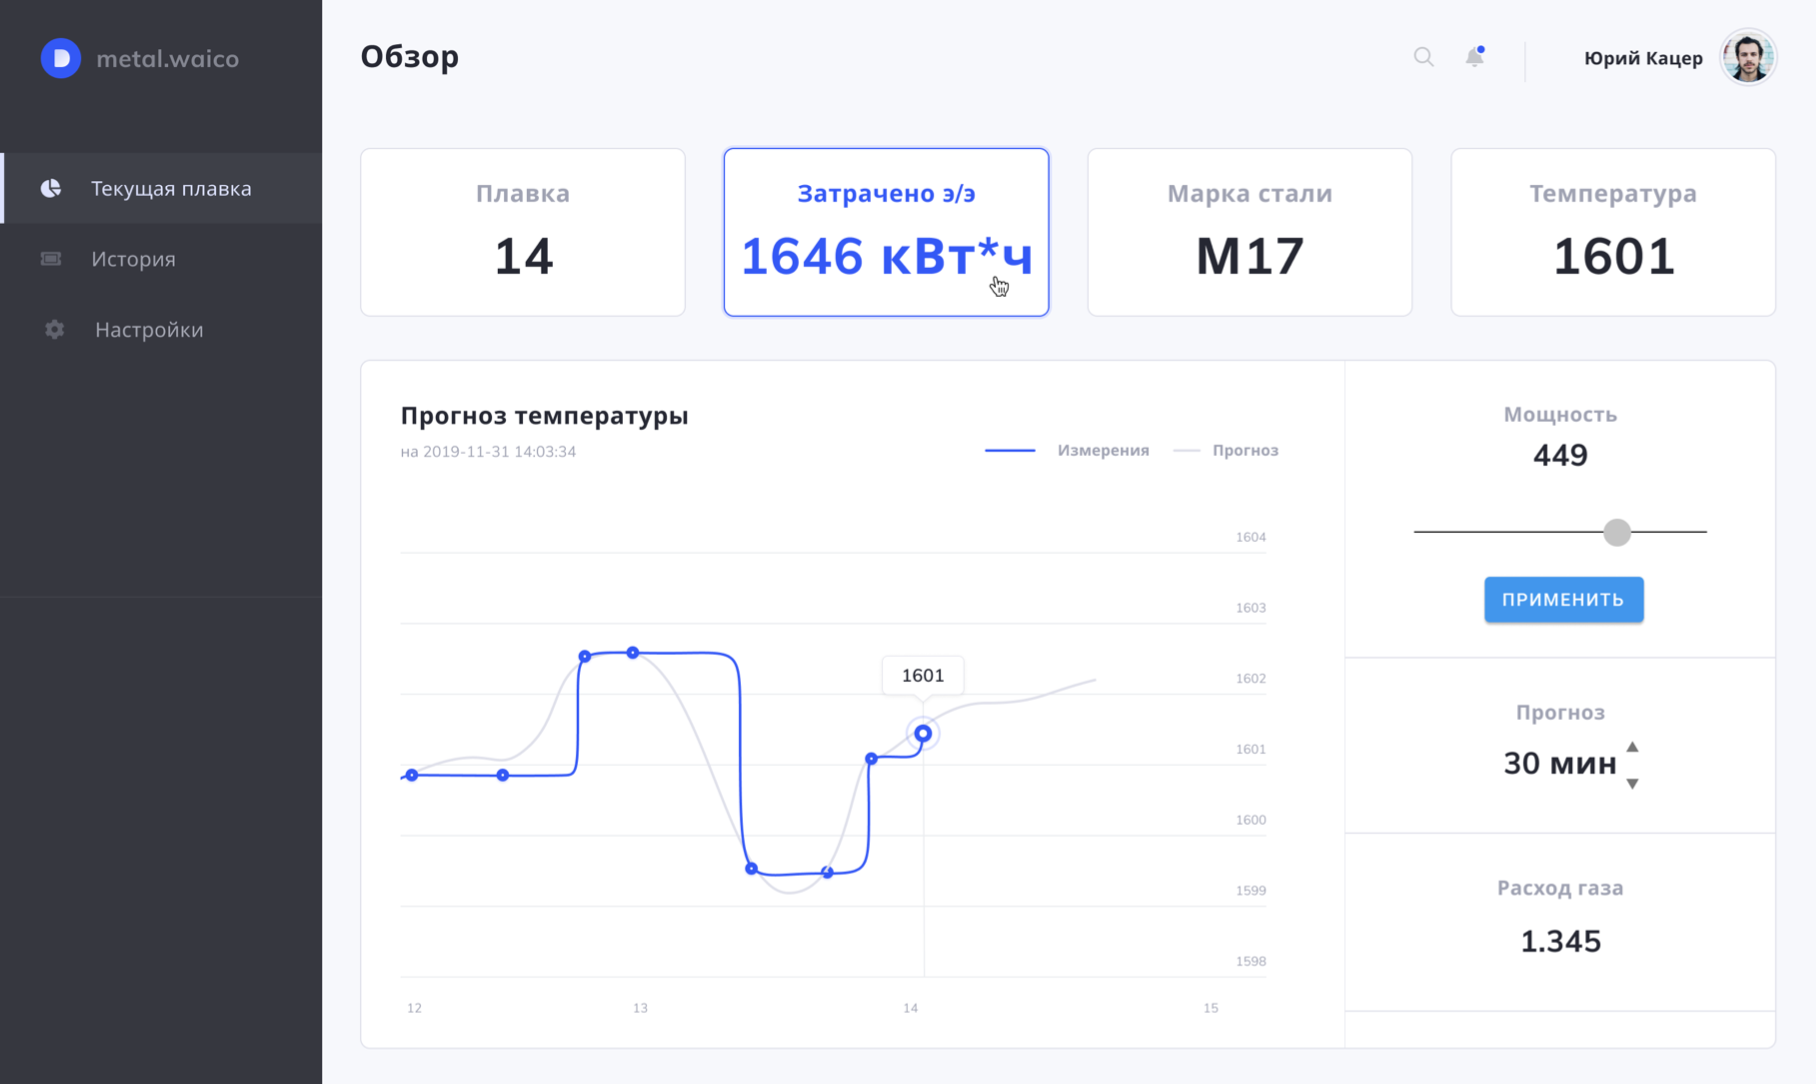 metal.waico
Обзор
Юрий Кацер
Текущая плавка
История
Настройки
Плавка
14
Затрачено э/э
1646 кВт*ч
Марка стали
М17
Температура
1601
Прогноз температуры
на 2019-11-31 14:03:34
Измерения
Прогноз
1604
1603
1602
1601
1600
1599
1598
1601
12
13
14
15
Мощность
449
ПРИМЕНИТЬ
Прогноз
30 мин
Расход газа
1.345